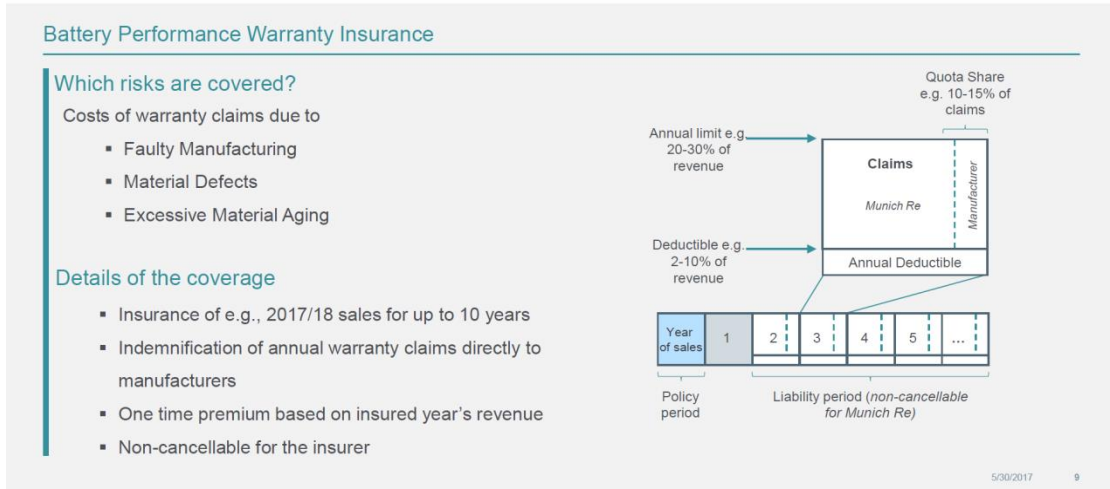 Battery Performance Warranty Insurance
Which risks are covered?
Costs of warranty claims due to
▪ Faulty Manufacturing
▪ Material Defects
▪ Excessive Material Aging
Details of the coverage
▪ Insurance of e.g., 2017/18 sales for up to 10 years
▪ Indemnification of annual warranty claims directly to
manufacturers
▪ One time premium based on insured year's revenue
▪ Non-cancellable for the insurer
Quota Share
e.g. 10-15% of
claims
Annual limit e.g.
20-30% of
revenue
Claims
Munich Re
Manufacturer
Deductible e.g.
2-10% of
revenue
Annual Deductible
Year
of sales
1
2
3
4
5
...
Policy
period
Liability period (non-cancellable
for Munich Re)
5/30/2017
9